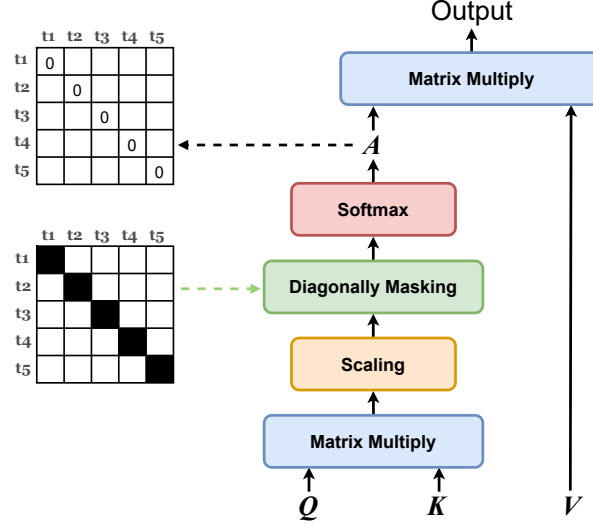 Output
t1 t2 t3 t4 t5
t1 0
t2 0
t3 0
t4 0
t5 0
Matrix Multiply
A
Softmax
t1 t2 t3 t4 t5
t1
t2
t3
t4
t5
Diagonally Masking
Scaling
Matrix Multiply
Q K V